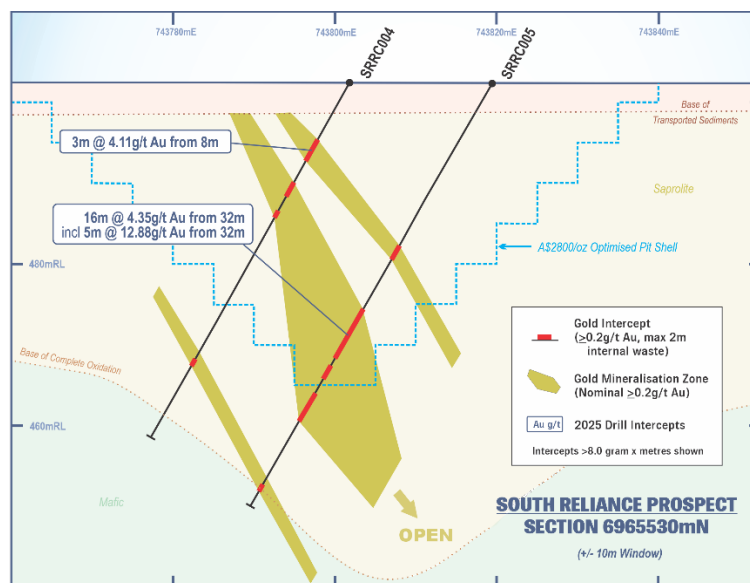 743780mE
743800mE
743820mE
743840mE
SRRC004
SRRC005
Base of
Transported Sediments
3m @ 4.11g/t Au from 8m
Saprolite
16m @ 4.35g/t Au from 32m
incl 5m @ 12.88g/t Au from 32m
A$2800/oz Optimised Pit Shell
480mRL
Gold Intercept
(≥0.2g/t Au, max 2m
internal waste)
Base of Complete Oxidation
Gold Mineralisation Zone
(Nominal ≥0.2g/t Au)
Au g/t
2025 Drill Intercepts
460mRL
Intercepts >8.0 gram x metres shown
Mafic
SOUTH RELIANCE PROSPECT
SECTION 6965530mN
OPEN
(+/- 10m Window)